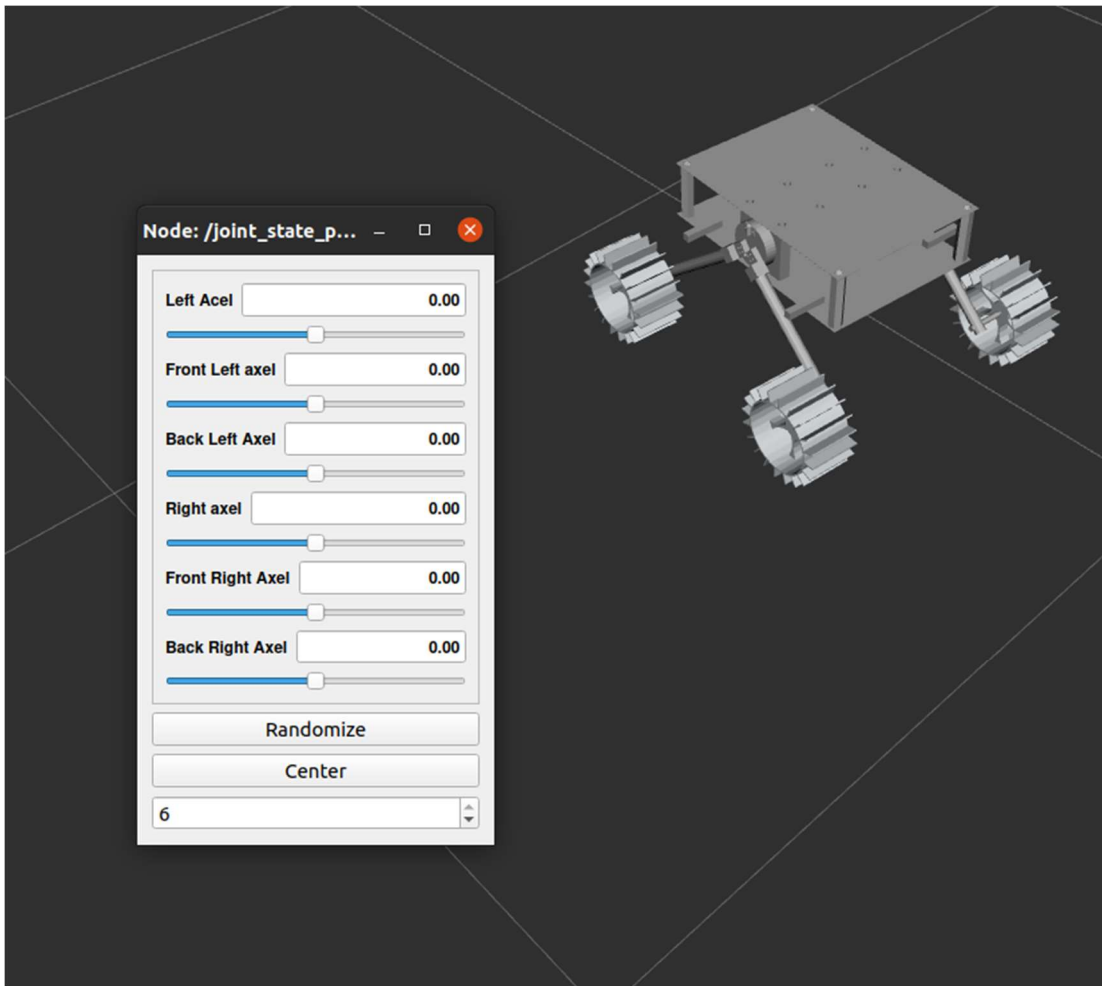 Node: /joint_state_p...
Left Acel 0.00
Front Left axel 0.00
Back Left Axel 0.00
Right axel 0.00
Front Right Axel 0.00
Back Right Axel 0.00
Randomize
Center
6